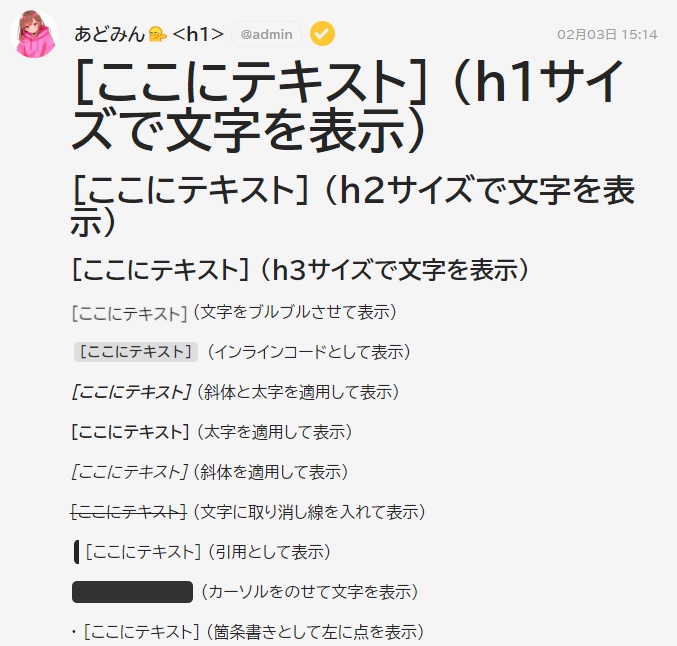 あどみん🤗 <h1> @admin 02月03日 15:14
[ここにテキスト]（h1サイ
ズで文字を表示）
[ここにテキスト]（h2サイズで文字を表
示）
[ここにテキスト]（h3サイズで文字を表示）
[ここにテキスト]（文字をブルブルさせて表示）
[ここにテキスト]（インラインコードとして表示）
[ここにテキスト]（斜体と太字を適用して表示）
[ここにテキスト]（太字を適用して表示）
[ここにテキスト]（斜体を適用して表示）
[ここにテキスト]（文字に取り消し線を入れて表示）
[ここにテキスト]（引用として表示）
（カーソルをのせて文字を表示）
・[ここにテキスト]（箇条書きとして左に点を表示）